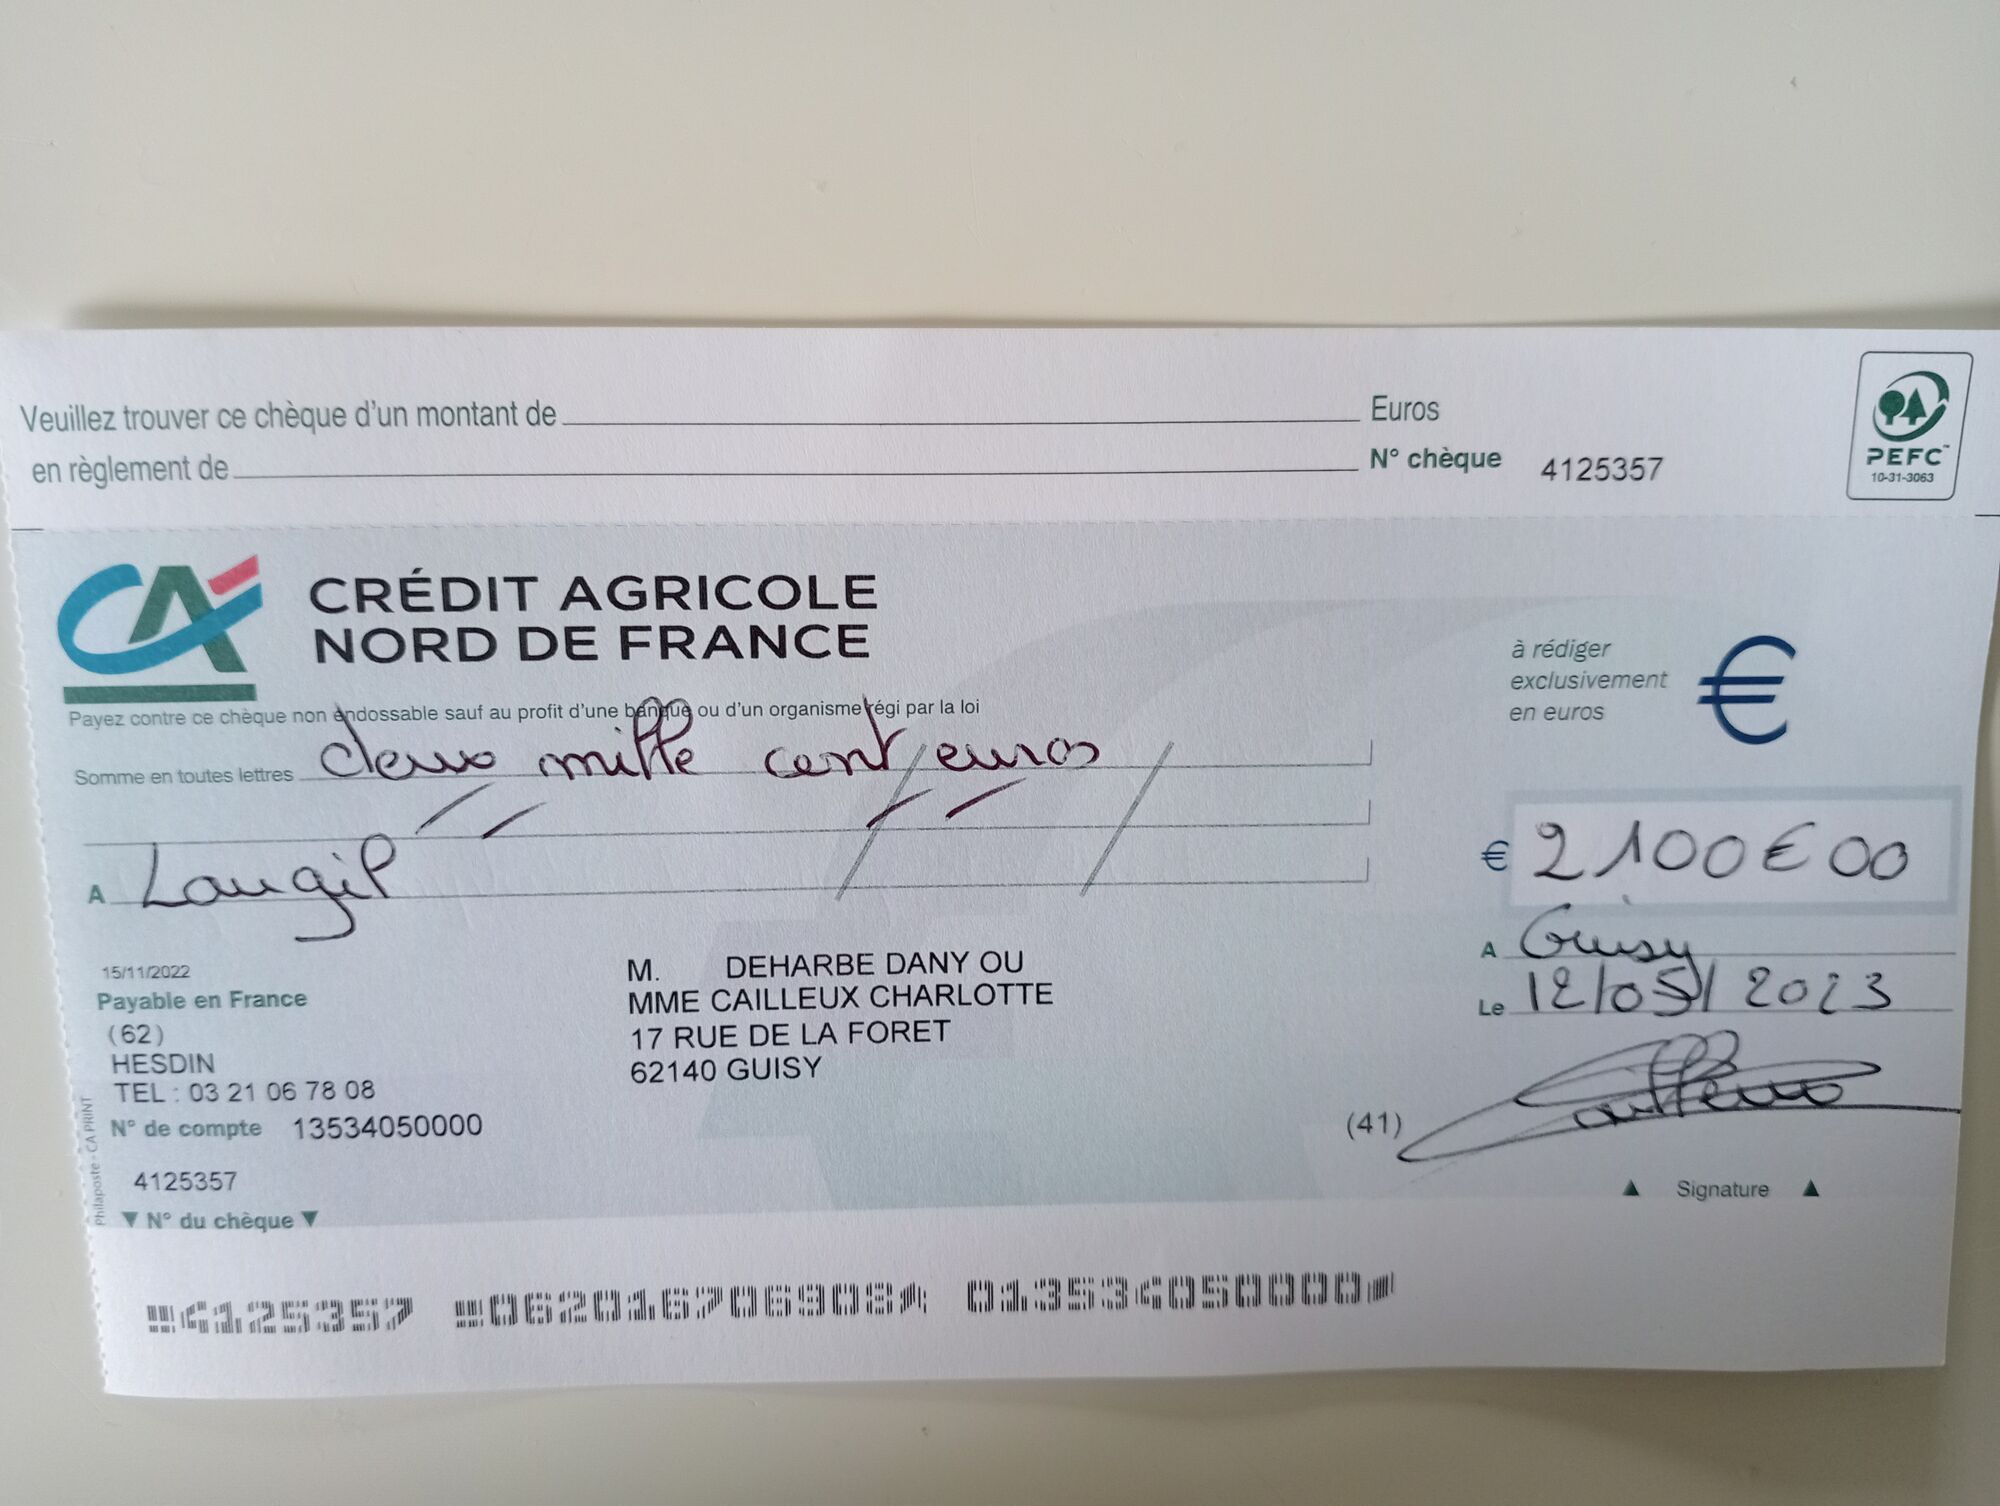 Veuillez trouver ce chèque d'un montant de Euros
en règlement de N° chèque 4125357
PEFC™
10-31-3063
CRÉDIT AGRICOLE
NORD DE FRANCE
à rédiger
exclusivement
en euros
€
Payez contre ce chèque non endossable sauf au profit d'une banque ou d'un organisme régi par la loi
Somme en toutes lettres deux mille cent euros
€ 2100€00
A Laugil
A Guisy
Le 12/05/2023
15/11/2022
Payable en France
(62)
HESDIN
TEL : 03 21 06 78 08
N° de compte 13534050000
M. DEHARBE DANY OU
MME CAILLEUX CHARLOTTE
17 RUE DE LA FORET
62140 GUISY
(41)
Cailleux
▲ Signature ▲
4125357
▼ N° du chèque ▼
Philaposte - CA PRINT
4125357 062016706908 013534050000